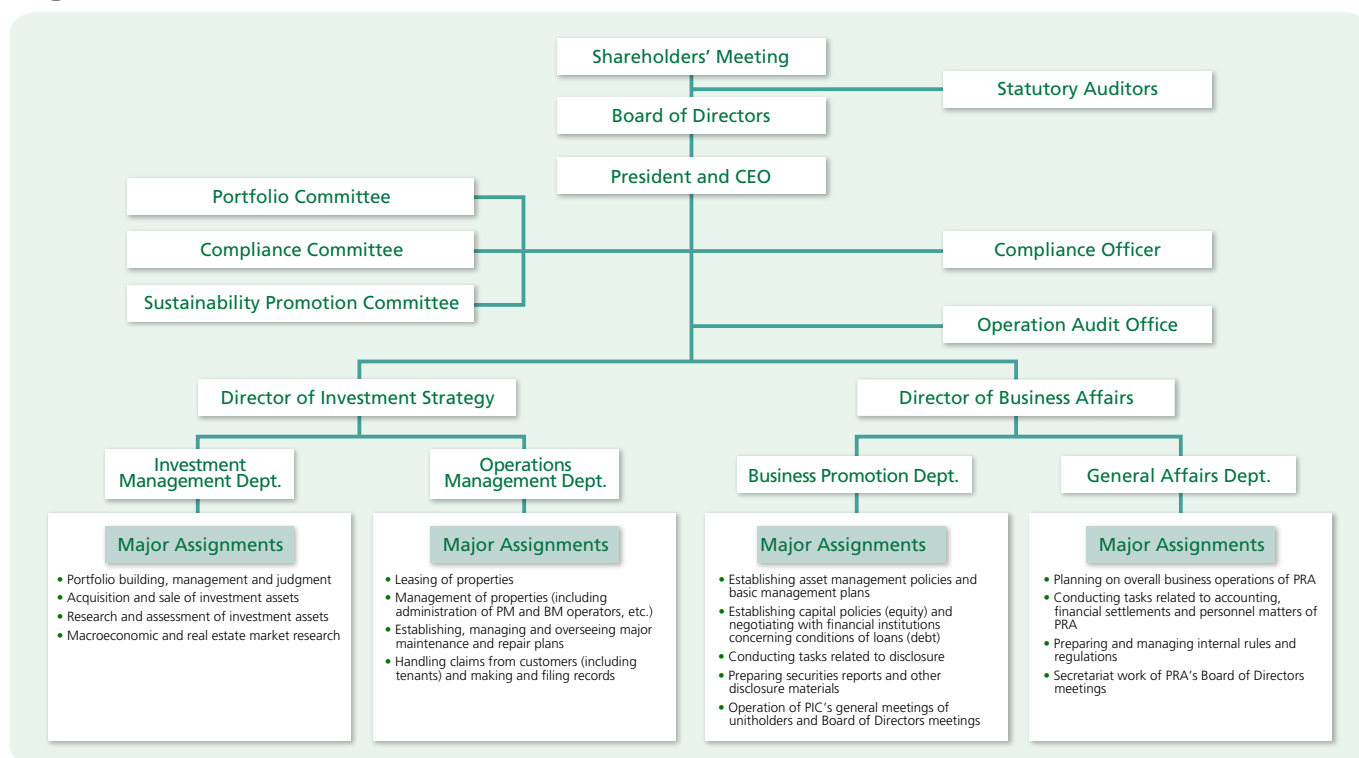 Shareholders' Meeting
Statutory Auditors
Board of Directors
President and CEO
Portfolio Committee
Compliance Committee
Compliance Officer
Sustainability Promotion Committee
Operation Audit Office
Director of Investment Strategy
Director of Business Affairs
Investment
Management Dept.
Operations
Management Dept.
Business Promotion Dept.
General Affairs Dept.
Major Assignments
• Portfolio building, management and judgment
• Acquisition and sale of investment assets
• Research and assessment of investment assets
• Macroeconomic and real estate market research
Major Assignments
• Leasing of properties
• Management of properties (including
administration of PM and BM operators, etc.)
• Establishing, managing and overseeing major
maintenance and repair plans
• Handling claims from customers (including
tenants) and making and filing records
Major Assignments
• Establishing asset management policies and
basic management plans
• Establishing capital policies (equity) and
negotiating with financial institutions
concerning conditions of loans (debt)
• Conducting tasks related to disclosure
• Preparing securities reports and other
disclosure materials
• Operation of PIC's general meetings of
unitholders and Board of Directors meetings
Major Assignments
• Planning on overall business operations of PRA
• Conducting tasks related to accounting,
financial settlements and personnel matters of
PRA
• Preparing and managing internal rules and
regulations
• Secretariat work of PRA's Board of Directors
meetings